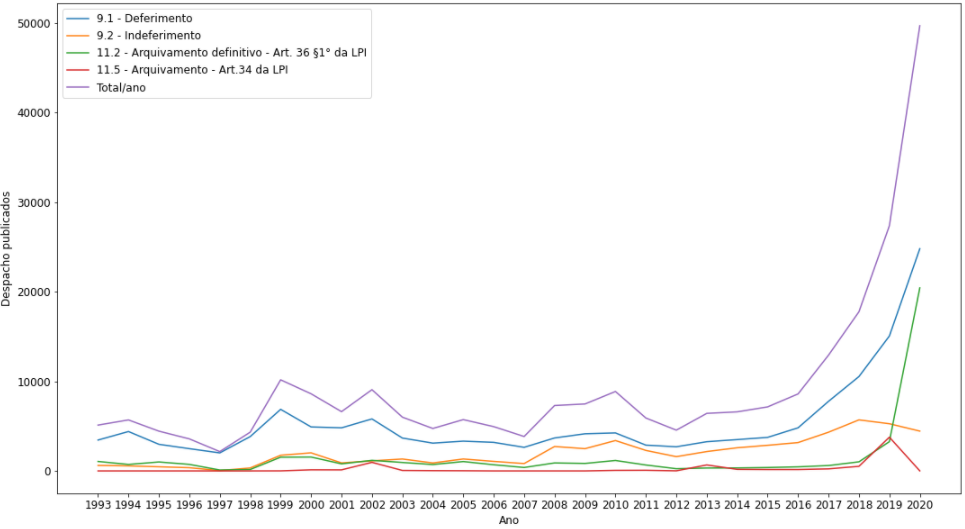 9.1 - Deferimento
9.2 - Indeferimento
11.2 - Arquivamento definitivo - Art. 36 §1° da LPI
11.5 - Arquivamento - Art.34 da LPI
Total/ano
50000
40000
30000
20000
10000
0
Despacho publicados
1993 1994 1995 1996 1997 1998 1999 2000 2001 2002 2003 2004 2005 2006 2007 2008 2009 2010 2011 2012 2013 2014 2015 2016 2017 2018 2019 2020
Ano